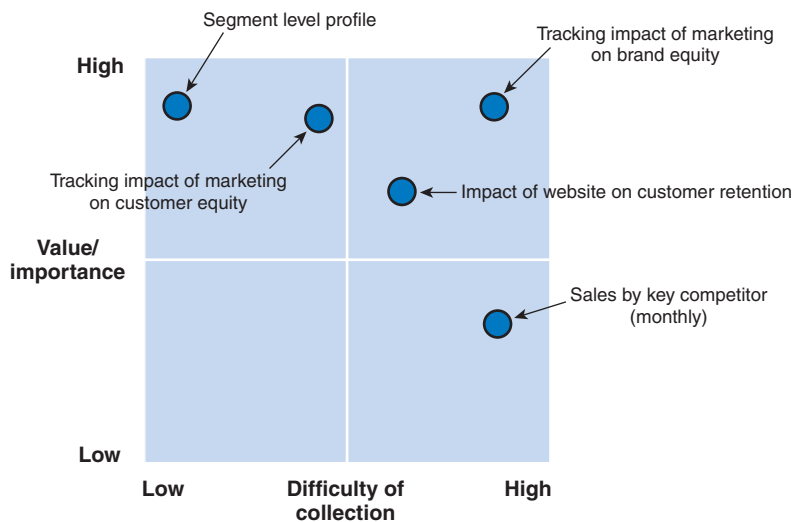 Segment level profile
Tracking impact of marketing
on brand equity
High
Tracking impact of marketing
on customer equity
Impact of website on customer retention
Value/
importance
Sales by key competitor
(monthly)
Low
Low
Difficulty of
collection
High